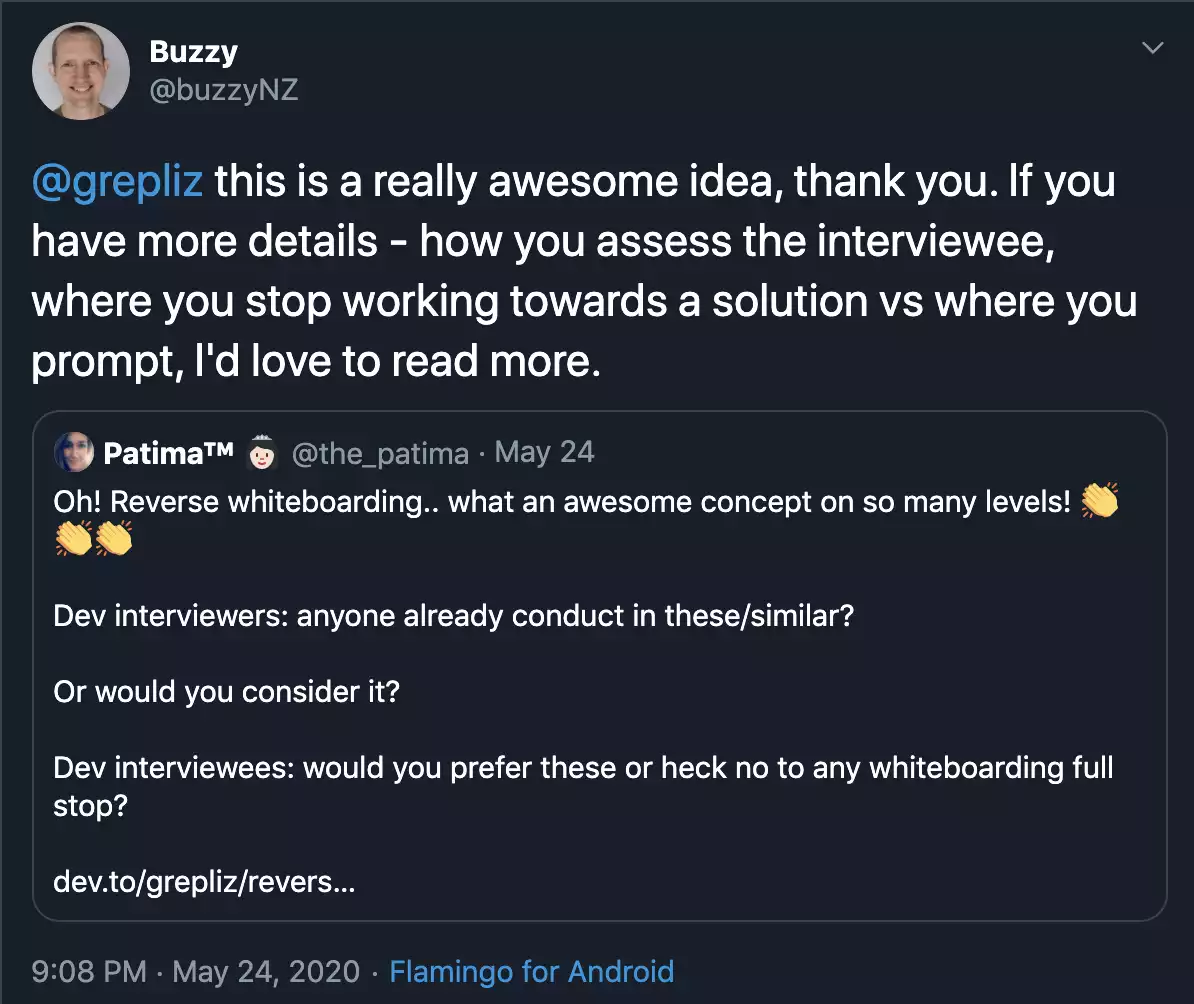 Buzzy
@buzzyNZ
@grepliz this is a really awesome idea, thank you. If you
have more details - how you assess the interviewee,
where you stop working towards a solution vs where you
prompt, I'd love to read more.
Patima™ 👸🏻 @the_patima · May 24
Oh! Reverse whiteboarding.. what an awesome concept on so many levels! 👏
👏👏
Dev interviewers: anyone already conduct in these/similar?
Or would you consider it?
Dev interviewees: would you prefer these or heck no to any whiteboarding full
stop?
dev.to/grepliz/revers...
9:08 PM · May 24, 2020 · Flamingo for Android